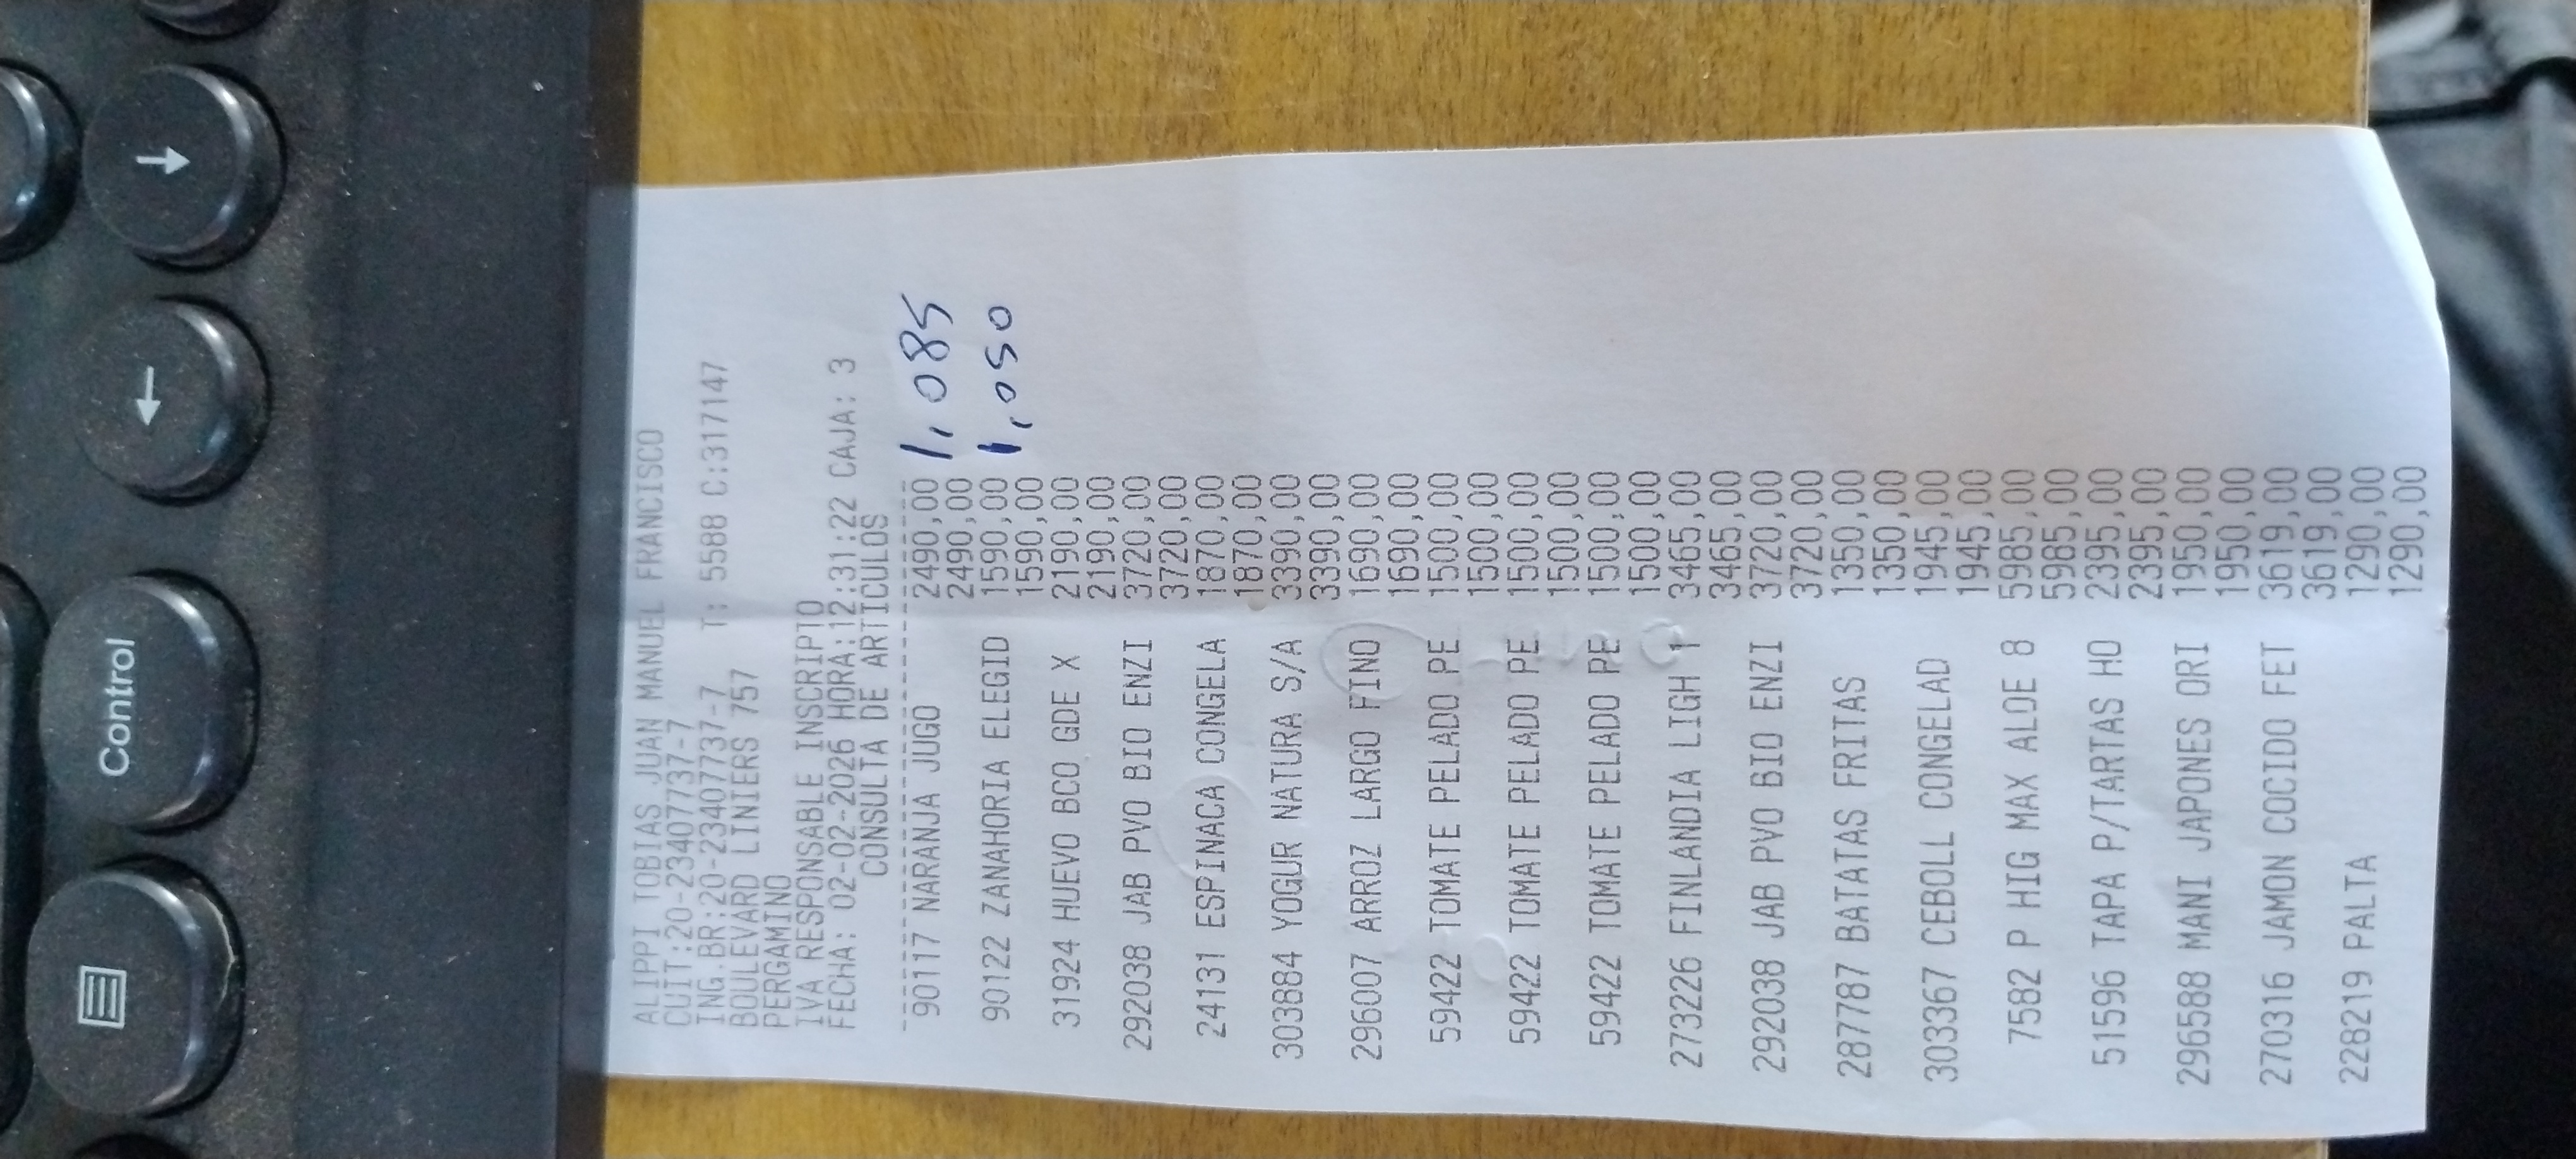 Control
ALIPPI TOBIAS JUAN MANUEL FRANCISCO
CUIT:20-23407737-7
ING.BR:20-23407737-7 T: 5588 C:317147
BOULEVARD LINIERS 757
PERGAMINO
IVA RESPONSABLE INSCRIPTO
FECHA: 02-02-2026 HORA:12:31:22 CAJA: 3
CONSULTA DE ARTICULOS
90117 NARANJA JUGO 2490,00 1,085
2490,00
90122 ZANAHORIA ELEGID 1590,00 1,050
1590,00
31924 HUEVO BCO GDE X 2190,00
2190,00
292038 JAB PVO BIO ENZI 3720,00
3720,00
24131 ESPINACA CONGELA 1870,00
1870,00
303884 YOGUR NATURA S/A 3390,00
3390,00
296007 ARROZ LARGO FINO 1690,00
1690,00
59422 TOMATE PELADO PE 1500,00
1500,00
59422 TOMATE PELADO PE 1500,00
1500,00
59422 TOMATE PELADO PE 1500,00
1500,00
273226 FINLANDIA LIGH 1 3465,00
3465,00
292038 JAB PVO BIO ENZI 3720,00
3720,00
287787 BATATAS FRITAS 1350,00
1350,00
303367 CEBOLL CONGELAD 1945,00
1945,00
7582 P HIG MAX ALOE 8 5985,00
5985,00
51596 TAPA P/TARTAS HO 2395,00
2395,00
296588 MANI JAPONES ORI 1950,00
1950,00
270316 JAMON COCIDO FET 3619,00
3619,00
228219 PALTA 1290,00
1290,00